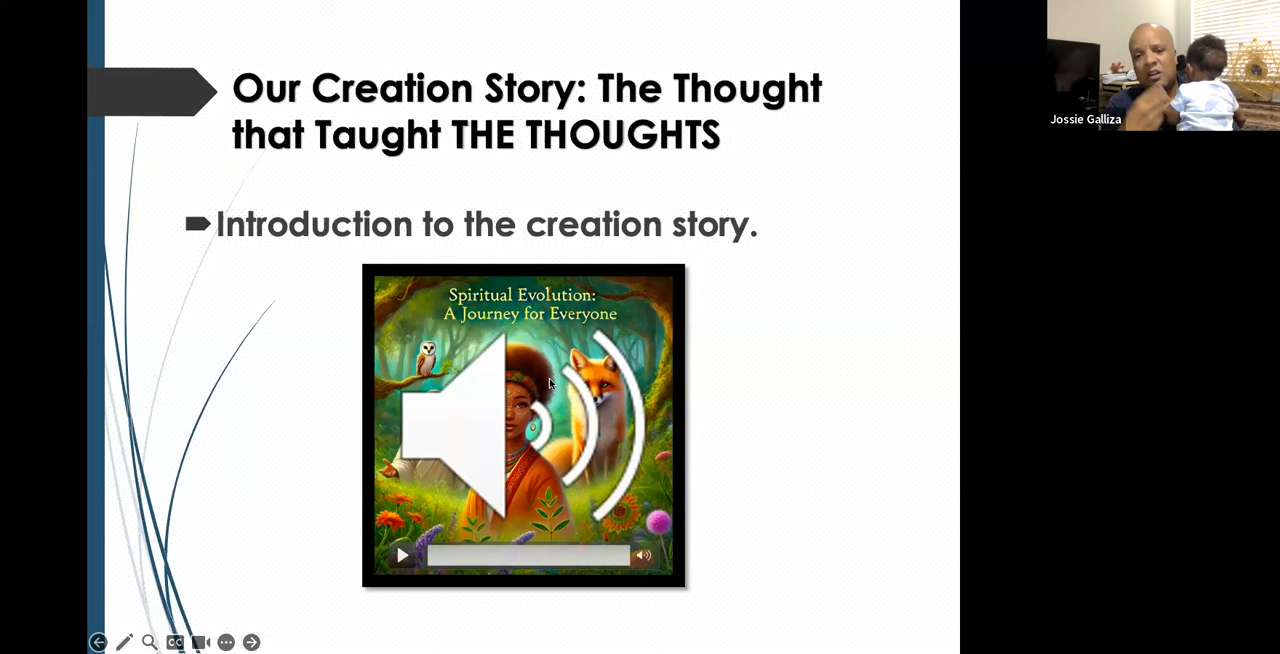 Our Creation Story: The Thought
that Taught THE THOUGHTS
Introduction to the creation story.
Spiritual Evolution:
A Journey for Everyone
Jossie Galliza
CC